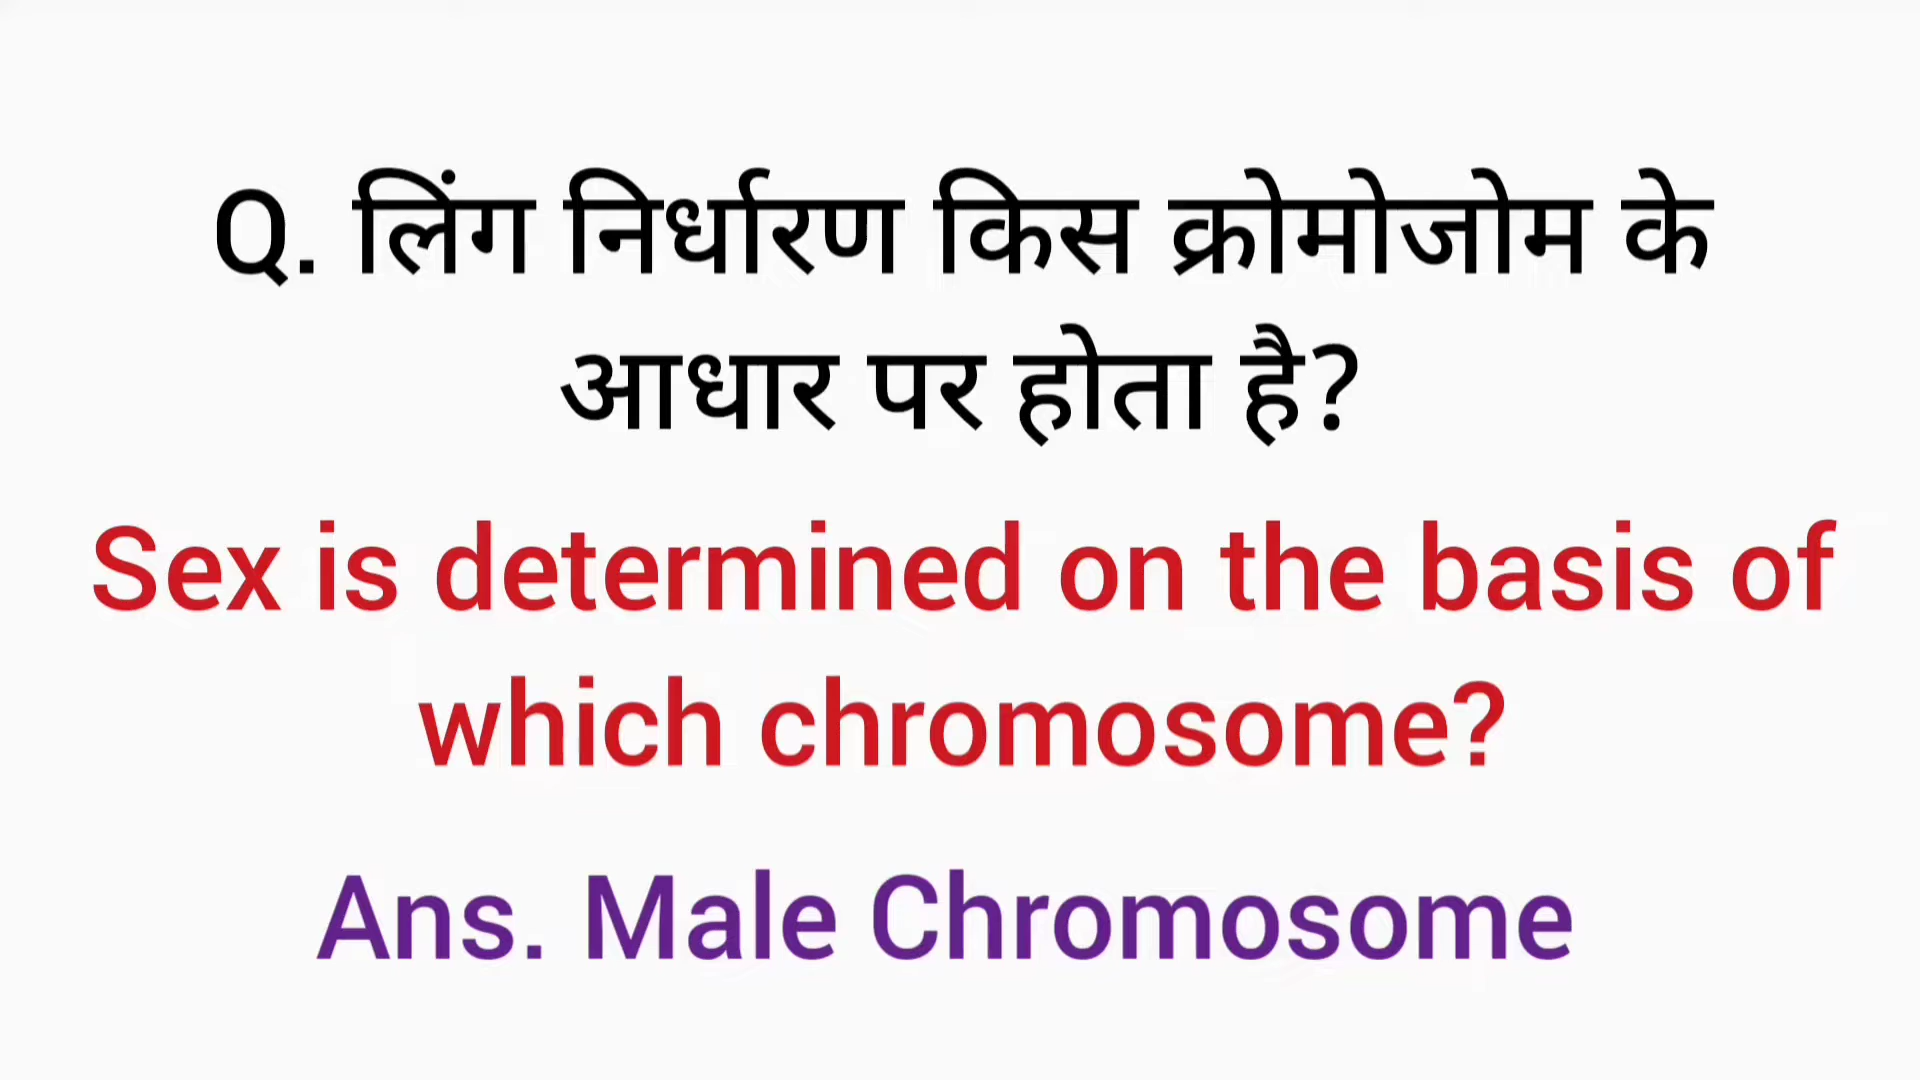 Q. लिंग निर्धारण किस क्रोमोजोम के
आधार पर होता है?
Sex is determined on the basis of
which chromosome?
Ans. Male Chromosome